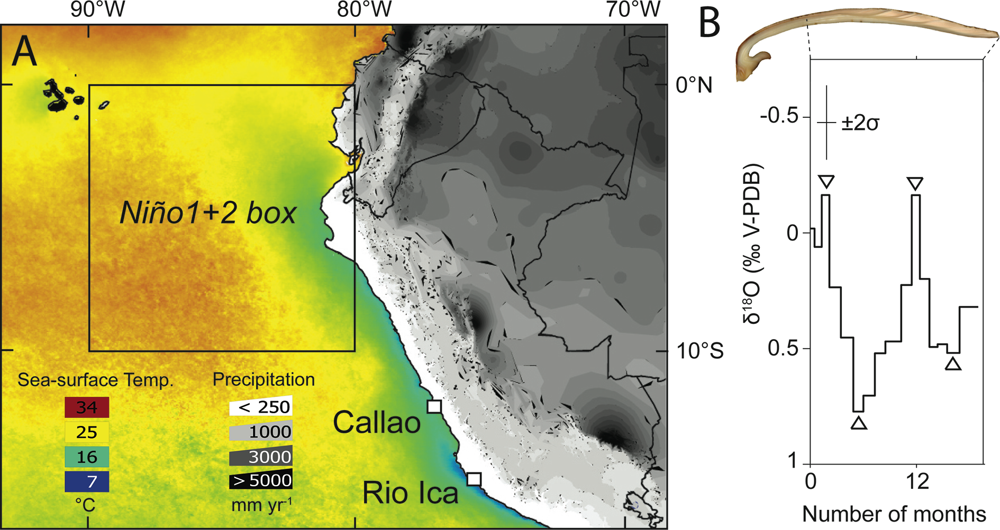 90°W 80°W 70°W
A
0°N
Niño1+2 box
10°S
Sea-surface Temp.
34
25
16
7
°C
Precipitation
< 250
1000
3000
> 5000
mm yr⁻¹
Callao
Rio Ica
B
±2σ
-0.5
0
0.5
1
δ¹⁸O (‰ V-PDB)
0 12
Number of months